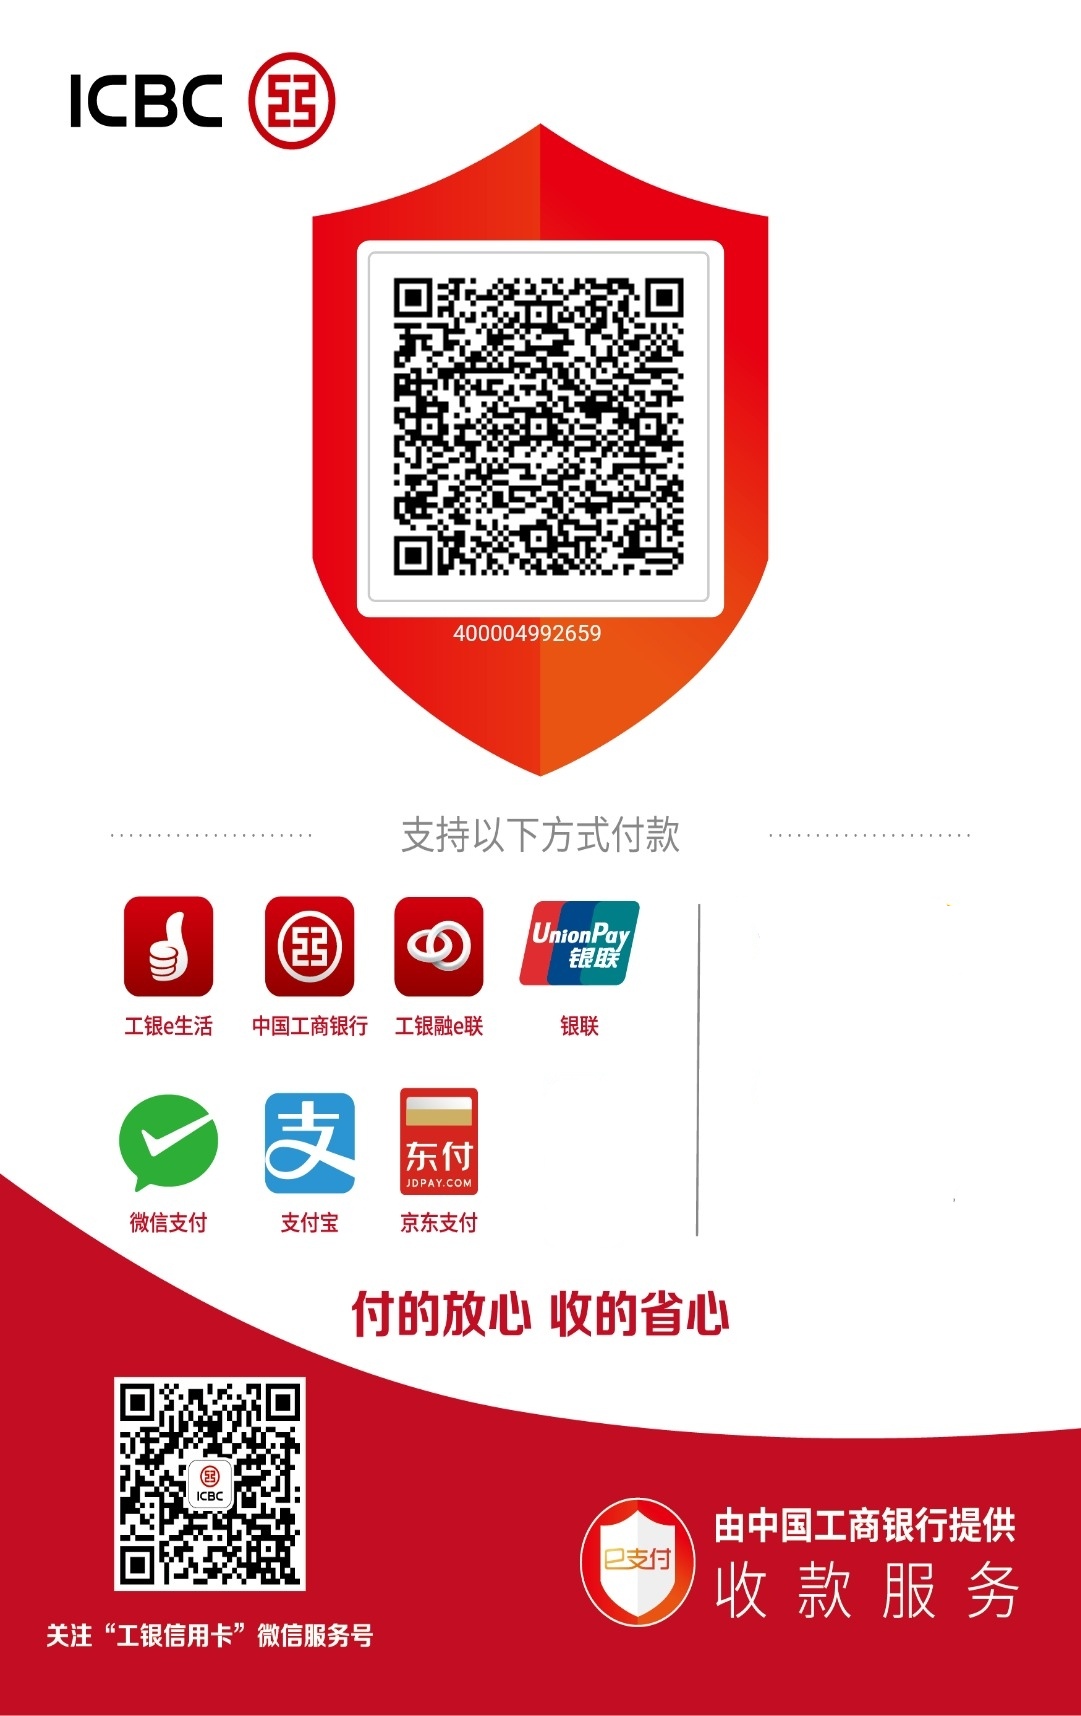 ICBC
400004992659
支持以下方式付款
UnionPay
银联
工银e生活 中国工商银行 工银融e联 银联
支
东付
JDPAY.COM
微信支付 支付宝 京东支付
付的放心 收的省心
ICBC
e支付
由中国工商银行提供
收款服务
关注“工银信用卡”微信服务号